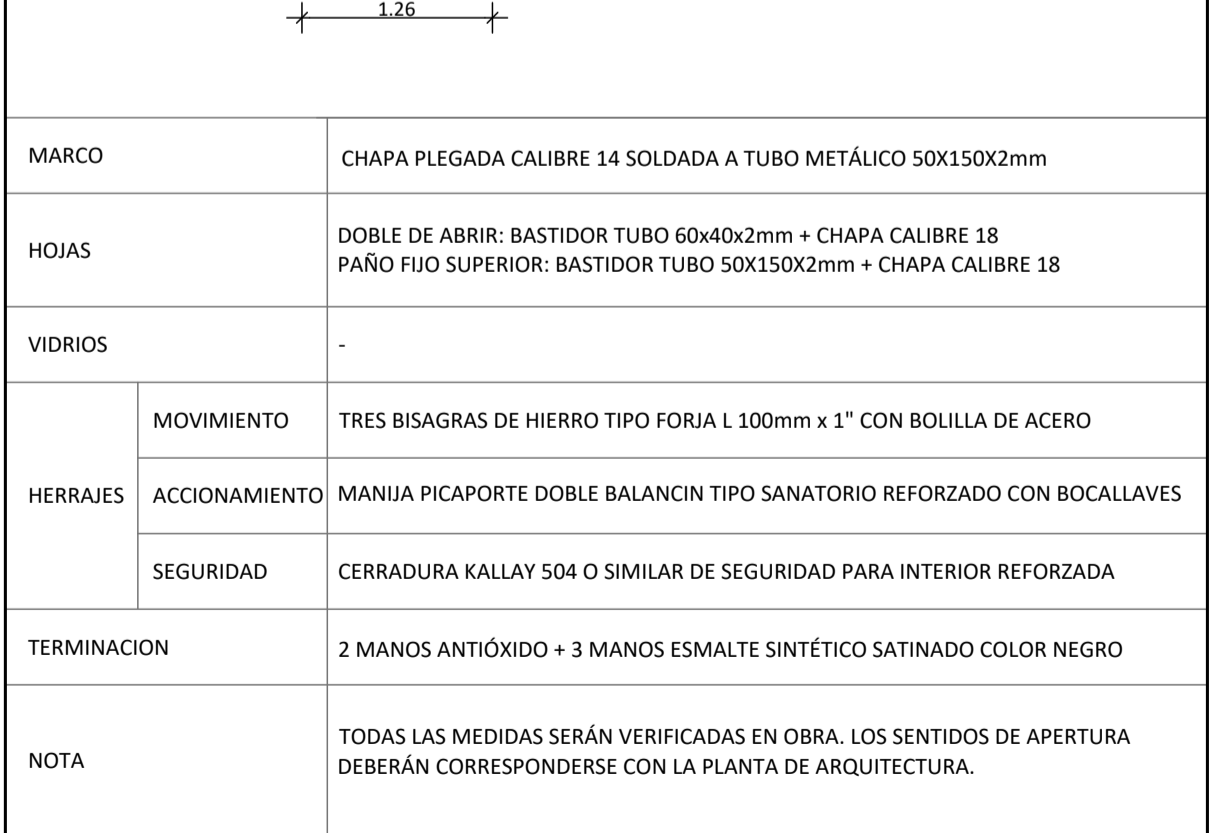 1.26
MARCO
CHAPA PLEGADA CALIBRE 14 SOLDADA A TUBO METÁLICO 50X150X2mm
HOJAS
DOBLE DE ABRIR: BASTIDOR TUBO 60x40x2mm + CHAPA CALIBRE 18
PAÑO FIJO SUPERIOR: BASTIDOR TUBO 50X150X2mm + CHAPA CALIBRE 18
VIDRIOS
-
HERRAJES
MOVIMIENTO
TRES BISAGRAS DE HIERRO TIPO FORJA L 100mm x 1" CON BOLILLA DE ACERO
ACCIONAMIENTO
MANIJA PICAPORTE DOBLE BALANCIN TIPO SANATORIO REFORZADO CON BOCALLAVES
SEGURIDAD
CERRADURA KALLAY 504 O SIMILAR DE SEGURIDAD PARA INTERIOR REFORZADA
TERMINACION
2 MANOS ANTIÓXIDO + 3 MANOS ESMALTE SINTÉTICO SATINADO COLOR NEGRO
NOTA
TODAS LAS MEDIDAS SERÁN VERIFICADAS EN OBRA. LOS SENTIDOS DE APERTURA
DEBERÁN CORRESPONDERSE CON LA PLANTA DE ARQUITECTURA.